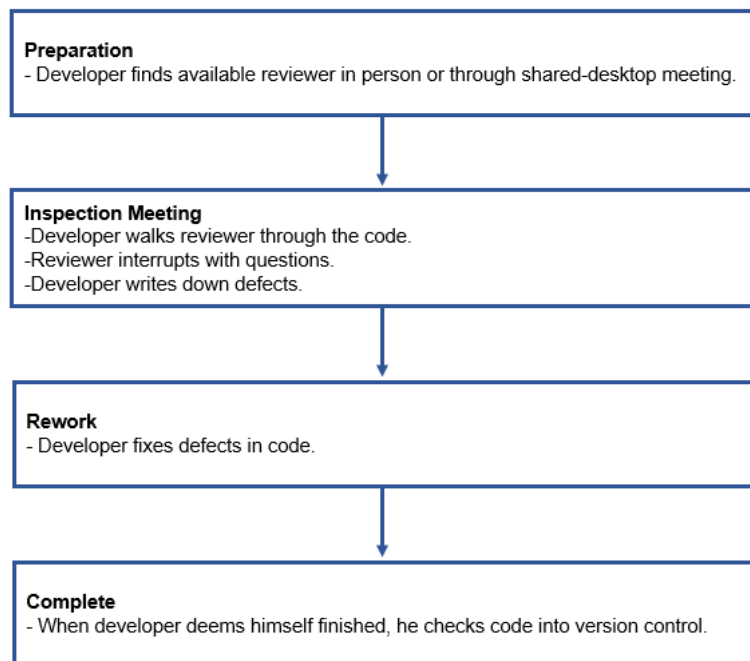 Preparation
- Developer finds available reviewer in person or through shared-desktop meeting.
Inspection Meeting
-Developer walks reviewer through the code.
-Reviewer interrupts with questions.
-Developer writes down defects.
Rework
- Developer fixes defects in code.
Complete
- When developer deems himself finished, he checks code into version control.